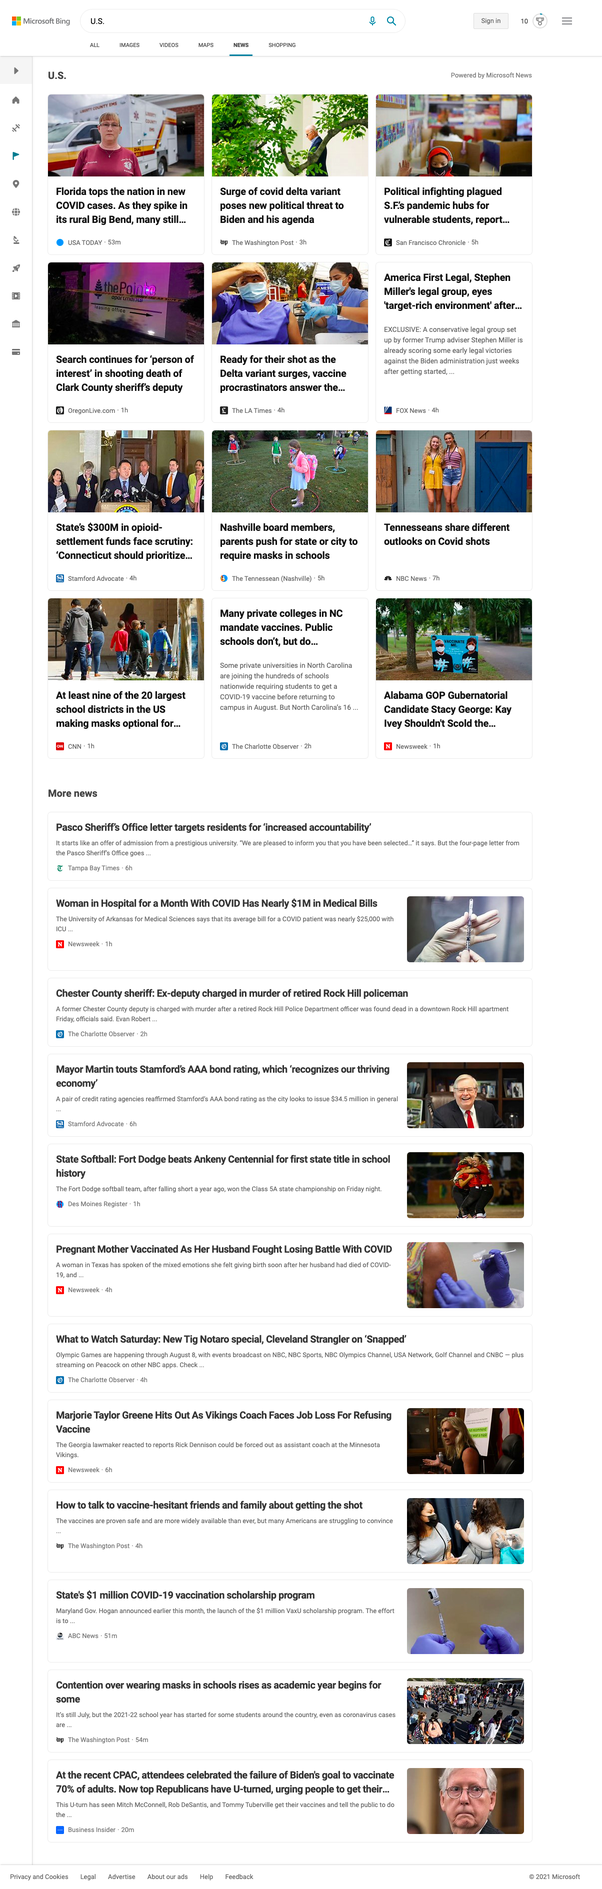 Microsoft Bing
U.S.
Sign in
10
ALL
IMAGES
VIDEOS
MAPS
NEWS
SHOPPING
U.S.
Powered by Microsoft News
Florida tops the nation in new
COVID cases. As they spike in
its rural Big Bend, many still...
USA TODAY · 53m
Surge of covid delta variant
poses new political threat to
Biden and his agenda
wp The Washington Post · 3h
Political infighting plagued
S.F.'s pandemic hubs for
vulnerable students, report...
San Francisco Chronicle · 5h
the Pointe
leasing office
Search continues for 'person of
interest' in shooting death of
Clark County sheriff's deputy
OregonLive.com · 1h
Ready for their shot as the
Delta variant surges, vaccine
procrastinators answer the...
The LA Times · 4h
America First Legal, Stephen
Miller's legal group, eyes
'target-rich environment' after...
EXCLUSIVE: A conservative legal group set
up by former Trump adviser Stephen Miller is
already scoring some early legal victories
against the Biden administration just weeks
after getting started, ...
FOX News · 4h
State's $300M in opioid-
settlement funds face scrutiny:
'Connecticut should prioritize...
Stamford Advocate · 4h
Nashville board members,
parents push for state or city to
require masks in schools
The Tennessean (Nashville) · 5h
Tennesseans share different
outlooks on Covid shots
NBC News · 7h
At least nine of the 20 largest
school districts in the US
making masks optional for...
CNN · 1h
Many private colleges in NC
mandate vaccines. Public
schools don't, but do...
Some private universities in North Carolina
are joining the hundreds of schools
nationwide requiring students to get a
COVID-19 vaccine before returning to
campus in August. But North Carolina's 16 ...
The Charlotte Observer · 2h
Alabama GOP Gubernatorial
Candidate Stacy George: Kay
Ivey Shouldn't Scold the...
N Newsweek · 1h
More news
Pasco Sheriff's Office letter targets residents for 'increased accountability'
It starts like an offer of admission from a prestigious university. "We are pleased to inform you that you have been selected..." it says. But the four-page letter from
the Pasco Sheriff's Office goes ...
Tampa Bay Times · 6h
Woman in Hospital for a Month With COVID Has Nearly $1M in Medical Bills
The University of Arkansas for Medical Sciences says that its average bill for a COVID patient was nearly $25,000 with
ICU ...
N Newsweek · 1h
Chester County sheriff: Ex-deputy charged in murder of retired Rock Hill policeman
A former Chester County deputy is charged with murder after a retired Rock Hill Police Department officer was found dead in a downtown Rock Hill apartment
Friday, officials said. Evan Robert ...
The Charlotte Observer · 2h
Mayor Martin touts Stamford's AAA bond rating, which 'recognizes our thriving
economy'
A pair of credit rating agencies reaffirmed Stamford's AAA bond rating as the city looks to issue $34.5 million in general
...
Stamford Advocate · 6h
State Softball: Fort Dodge beats Ankeny Centennial for first state title in school
history
The Fort Dodge softball team, after falling short a year ago, won the Class 5A state championship on Friday night.
Des Moines Register · 1h
Pregnant Mother Vaccinated As Her Husband Fought Losing Battle With COVID
A woman in Texas has spoken of the mixed emotions she felt giving birth soon after her husband had died of COVID-
19, and ...
N Newsweek · 4h
What to Watch Saturday: New Tig Notaro special, Cleveland Strangler on 'Snapped'
Olympic Games are happening through August 8, with events broadcast on NBC, NBC Sports, NBC Olympics Channel, USA Network, Golf Channel and CNBC — plus
streaming on Peacock on other NBC apps. Check ...
The Charlotte Observer · 4h
Marjorie Taylor Greene Hits Out As Vikings Coach Faces Job Loss For Refusing
Vaccine
The Georgia lawmaker reacted to reports Rick Dennison could be forced out as assistant coach at the Minnesota
Vikings.
N Newsweek · 6h
How to talk to vaccine-hesitant friends and family about getting the shot
The vaccines are proven safe and are more widely available than ever, but many Americans are struggling to convince
...
wp The Washington Post · 4h
State's $1 million COVID-19 vaccination scholarship program
Maryland Gov. Hogan announced earlier this month, the launch of the $1 million VaxU scholarship program. The effort
is to ...
ABC News · 51m
Contention over wearing masks in schools rises as academic year begins for
some
It's still July, but the 2021-22 school year has started for some students around the country, even as coronavirus cases
are ...
wp The Washington Post · 54m
At the recent CPAC, attendees celebrated the failure of Biden's goal to vaccinate
70% of adults. Now top Republicans have U-turned, urging people to get their...
This U-turn has seen Mitch McConnell, Rob DeSantis, and Tommy Tuberville get their vaccines and tell the public to do
the ...
Business Insider · 20m
Privacy and Cookies
Legal
Advertise
About our ads
Help
Feedback
© 2021 Microsoft